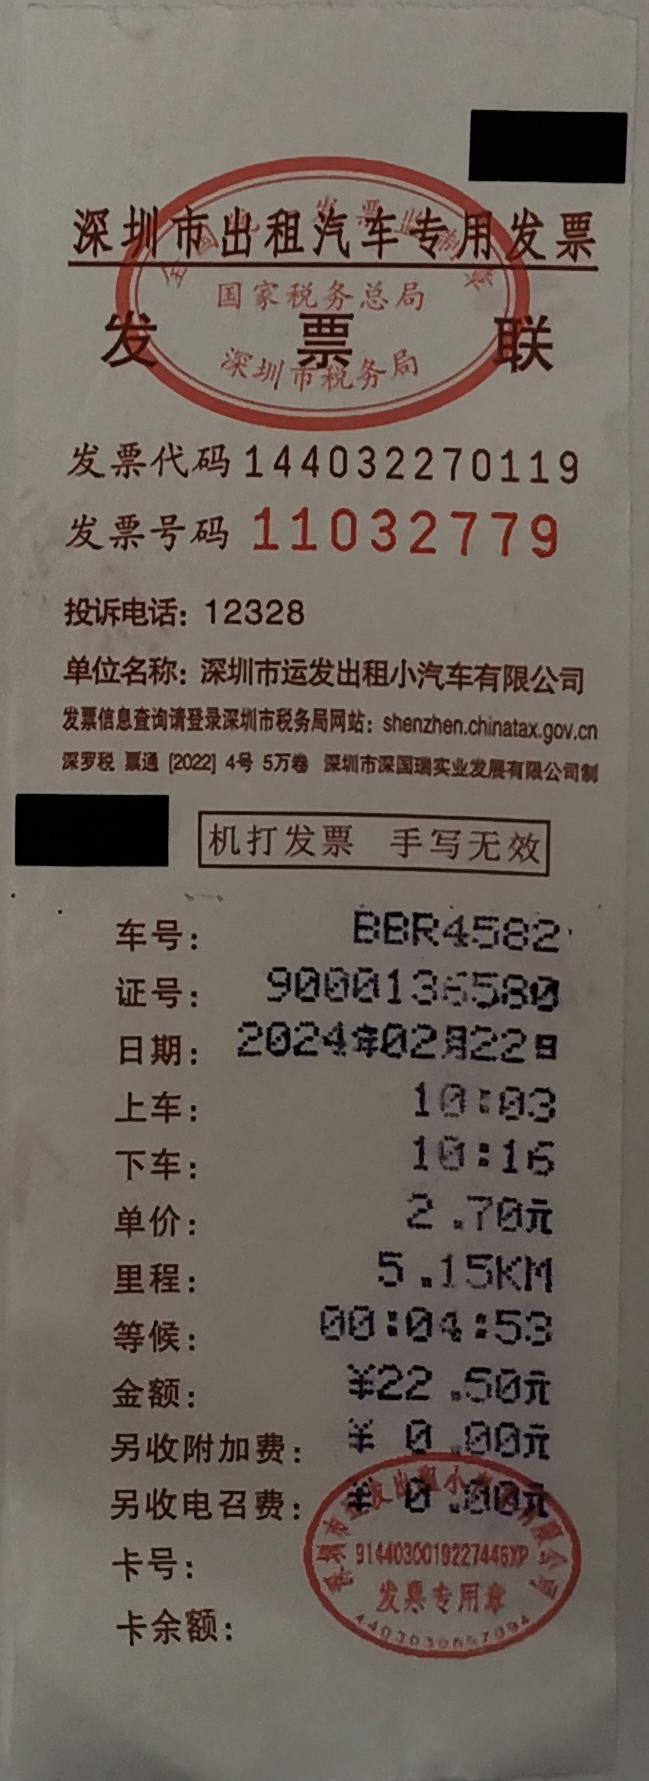 深圳市出租汽车专用发票
国家税务总局
发票联
深圳市税务局
发票代码 144032270119
发票号码 11032779
投诉电话：12328
单位名称：深圳市运发出租小汽车有限公司
发票信息查询请登录深圳市税务局网站：shenzhen.chinatax.gov.cn
深罗税 票通 [2022] 4号 5万卷 深圳市深国瑞实业发展有限公司制
机打发票 手写无效
车号：BBR4582
证号：9000136580
日期：2024年02月22日
上车：10:03
下车：10:16
单价：2.70元
里程：5.15KM
等候：00:04:53
金额：¥22.50元
另收附加费：¥ 0.00元
另收电召费：¥ 0.00元
卡号：
9144030019227446XP
发票专用章
卡余额：